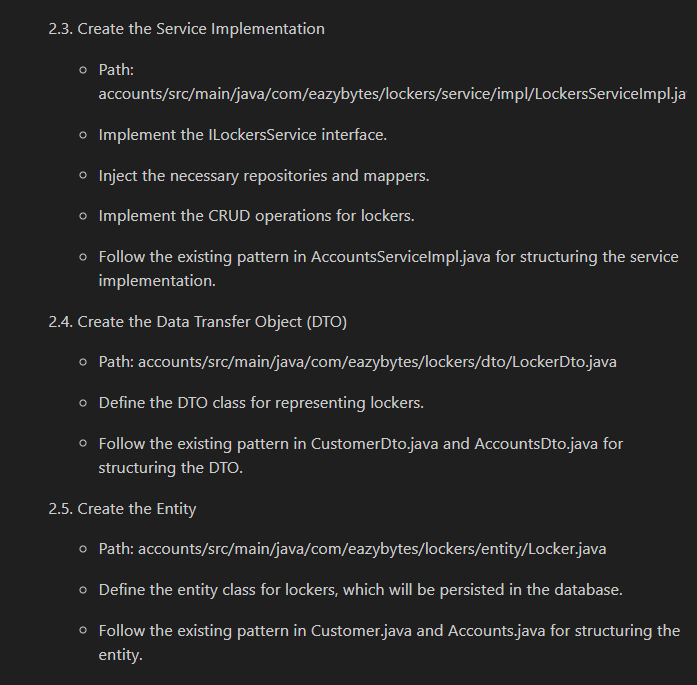 2.3. Create the Service Implementation
Path:
accounts/src/main/java/com/eazybytes/lockers/service/impl/LockersServiceImpl.ja
Implement the ILockersService interface.
Inject the necessary repositories and mappers.
Implement the CRUD operations for lockers.
Follow the existing pattern in AccountsServiceImpl.java for structuring the service
implementation.
2.4. Create the Data Transfer Object (DTO)
Path: accounts/src/main/java/com/eazybytes/lockers/dto/LockerDto.java
Define the DTO class for representing lockers.
Follow the existing pattern in CustomerDto.java and AccountsDto.java for
structuring the DTO.
2.5. Create the Entity
Path: accounts/src/main/java/com/eazybytes/lockers/entity/Locker.java
Define the entity class for lockers, which will be persisted in the database.
Follow the existing pattern in Customer.java and Accounts.java for structuring the
entity.